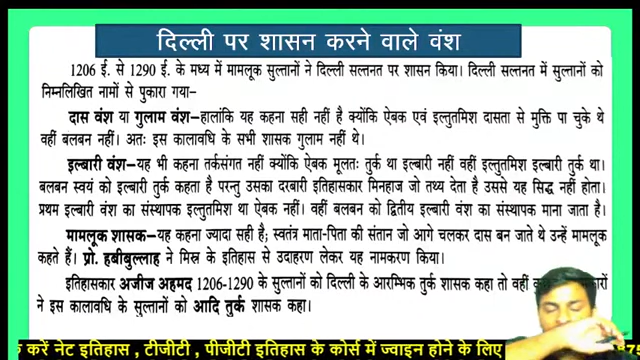 दिल्ली पर शासन करने वाले वंश
1206 ई. से 1290 ई. के मध्य में मामलूक सुल्तानों ने दिल्ली सल्तनत पर शासन किया। दिल्ली सल्तनत में सुल्तानों को
निम्नलिखित नामों से पुकारा गया-
दास वंश या गुलाम वंश-हालांकि यह कहना सही नहीं है क्योंकि ऐबक एवं इल्तुतमिश दासता से मुक्ति पा चुके थे
वहीं बलबन नहीं। अतः इस कालावधि के सभी शासक गुलाम नहीं थे।
इल्बारी वंश-यह भी कहना तर्कसंगत नहीं क्योंकि ऐबक मूलतः तुर्क था इल्बारी नहीं वहीं इल्तुतमिश इल्बारी तुर्क था।
बलबन स्वयं को इल्बारी तुर्क कहता है परन्तु उसका दरबारी इतिहासकार मिनहाज जो तथ्य देता है उससे यह सिद्ध नहीं होता।
प्रथम इल्बारी वंश का संस्थापक इल्तुतमिश था ऐबक नहीं। वहीं बलबन को द्वितीय इल्बारी वंश का संस्थापक माना जाता है।
मामलूक शासक-यह कहना ज्यादा सही है; स्वतंत्र माता-पिता की संतान जो आगे चलकर दास बन जाते थे उन्हें मामलूक
कहते हैं। प्रो. हबीबुल्लाह ने मिस्र के इतिहास से उदाहरण लेकर यह नामकरण किया।
इतिहासकार अजीज अहमद 1206-1290 के सुल्तानों को दिल्ली के आरम्भिक तुर्क शासक कहा तो वहीं
ने इस कालावधि के सुल्तानों को आदि तुर्क शासक कहा।
करें नेट इतिहास , टीजीटी , पीजीटी इतिहास के कोर्स में ज्वाइन होने के लिए